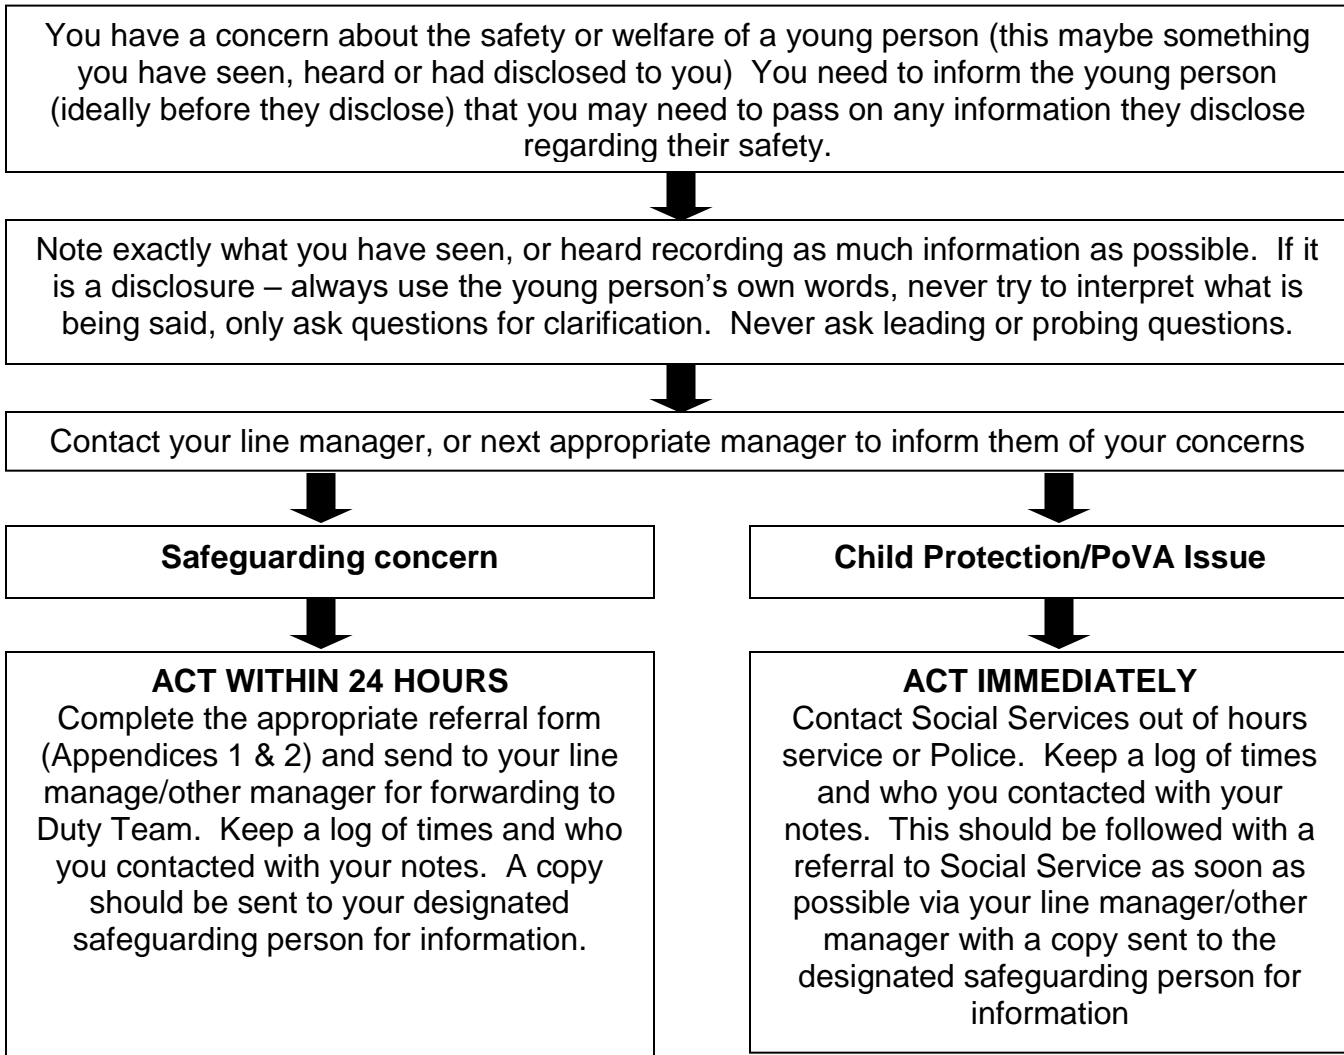 You have a concern about the safety or welfare of a young person (this maybe something
you have seen, heard or had disclosed to you)  You need to inform the young person
(ideally before they disclose) that you may need to pass on any information they disclose
regarding their safety.
Note exactly what you have seen, or heard recording as much information as possible.  If it
is a disclosure – always use the young person’s own words, never try to interpret what is
being said, only ask questions for clarification.  Never ask leading or probing questions.
Contact your line manager, or next appropriate manager to inform them of your concerns
Safeguarding concern
ACT WITHIN 24 HOURS
Complete the appropriate referral form
(Appendices 1 & 2) and send to your line
manage/other manager for forwarding to
Duty Team.  Keep a log of times and who
you contacted with your notes.  A copy
should be sent to your designated
safeguarding person for information.
Child Protection/PoVA Issue
ACT IMMEDIATELY
Contact Social Services out of hours
service or Police.  Keep a log of times
and who you contacted with your
notes.  This should be followed with a
referral to Social Service as soon as
possible via your line manager/other
manager with a copy sent to the
designated safeguarding person for
information